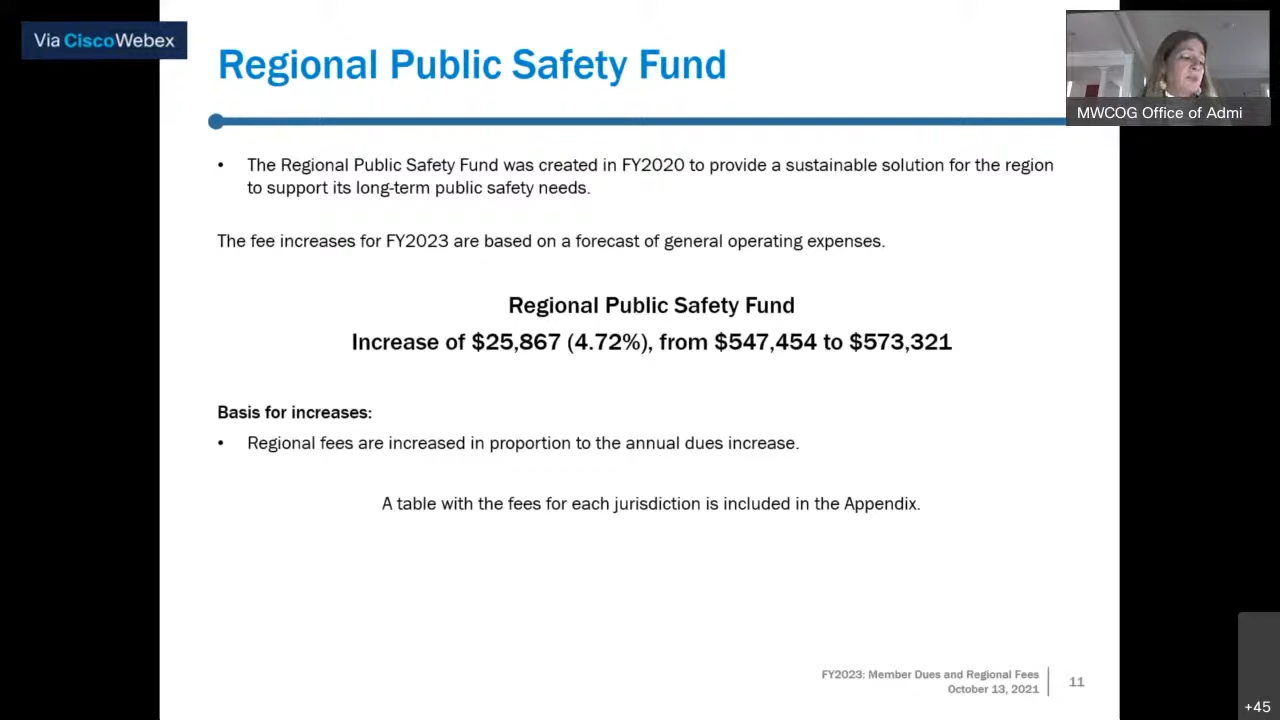 Via CiscoWebex
Regional Public Safety Fund
MWCOG Office of Admi
• The Regional Public Safety Fund was created in FY2020 to provide a sustainable solution for the region
to support its long-term public safety needs.
The fee increases for FY2023 are based on a forecast of general operating expenses.
Regional Public Safety Fund
Increase of $25,867 (4.72%), from $547,454 to $573,321
Basis for increases:
• Regional fees are increased in proportion to the annual dues increase.
A table with the fees for each jurisdiction is included in the Appendix.
FY2023: Member Dues and Regional Fees
October 13, 2021
11
+45